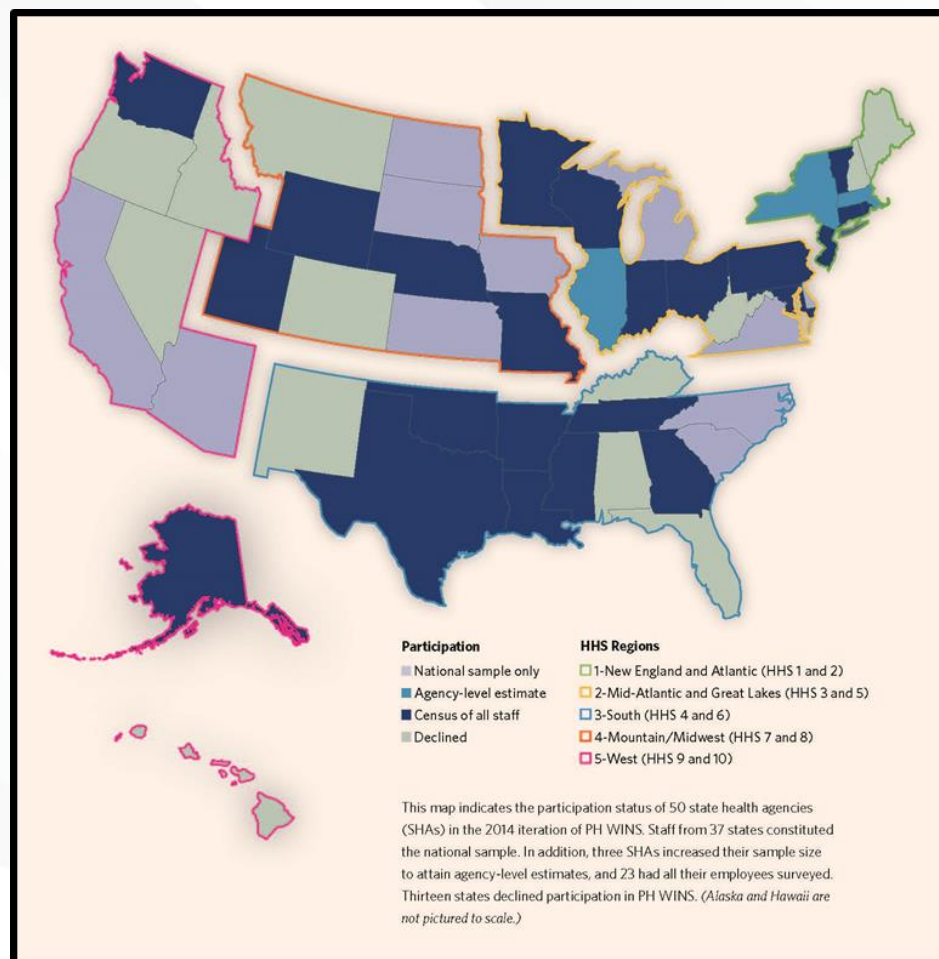 Participation
National sample only
Agency-level estimate
Census of all staff
Declined
HHS Regions
1-New England and Atlantic (HHS 1 and 2)
2-Mid-Atlantic and Great Lakes (HHS 3 and 5)
3-South (HHS 4 and 6)
4-Mountain/Midwest (HHS 7 and 8)
5-West (HHS 9 and 10)
This map indicates the participation status of 50 state health agencies
(SHAs) in the 2014 iteration of PH WINS. Staff from 37 states constituted
the national sample. In addition, three SHAs increased their sample size
to attain agency-level estimates, and 23 had all their employees surveyed.
Thirteen states declined participation in PH WINS. (Alaska and Hawaii are
not pictured to scale.)